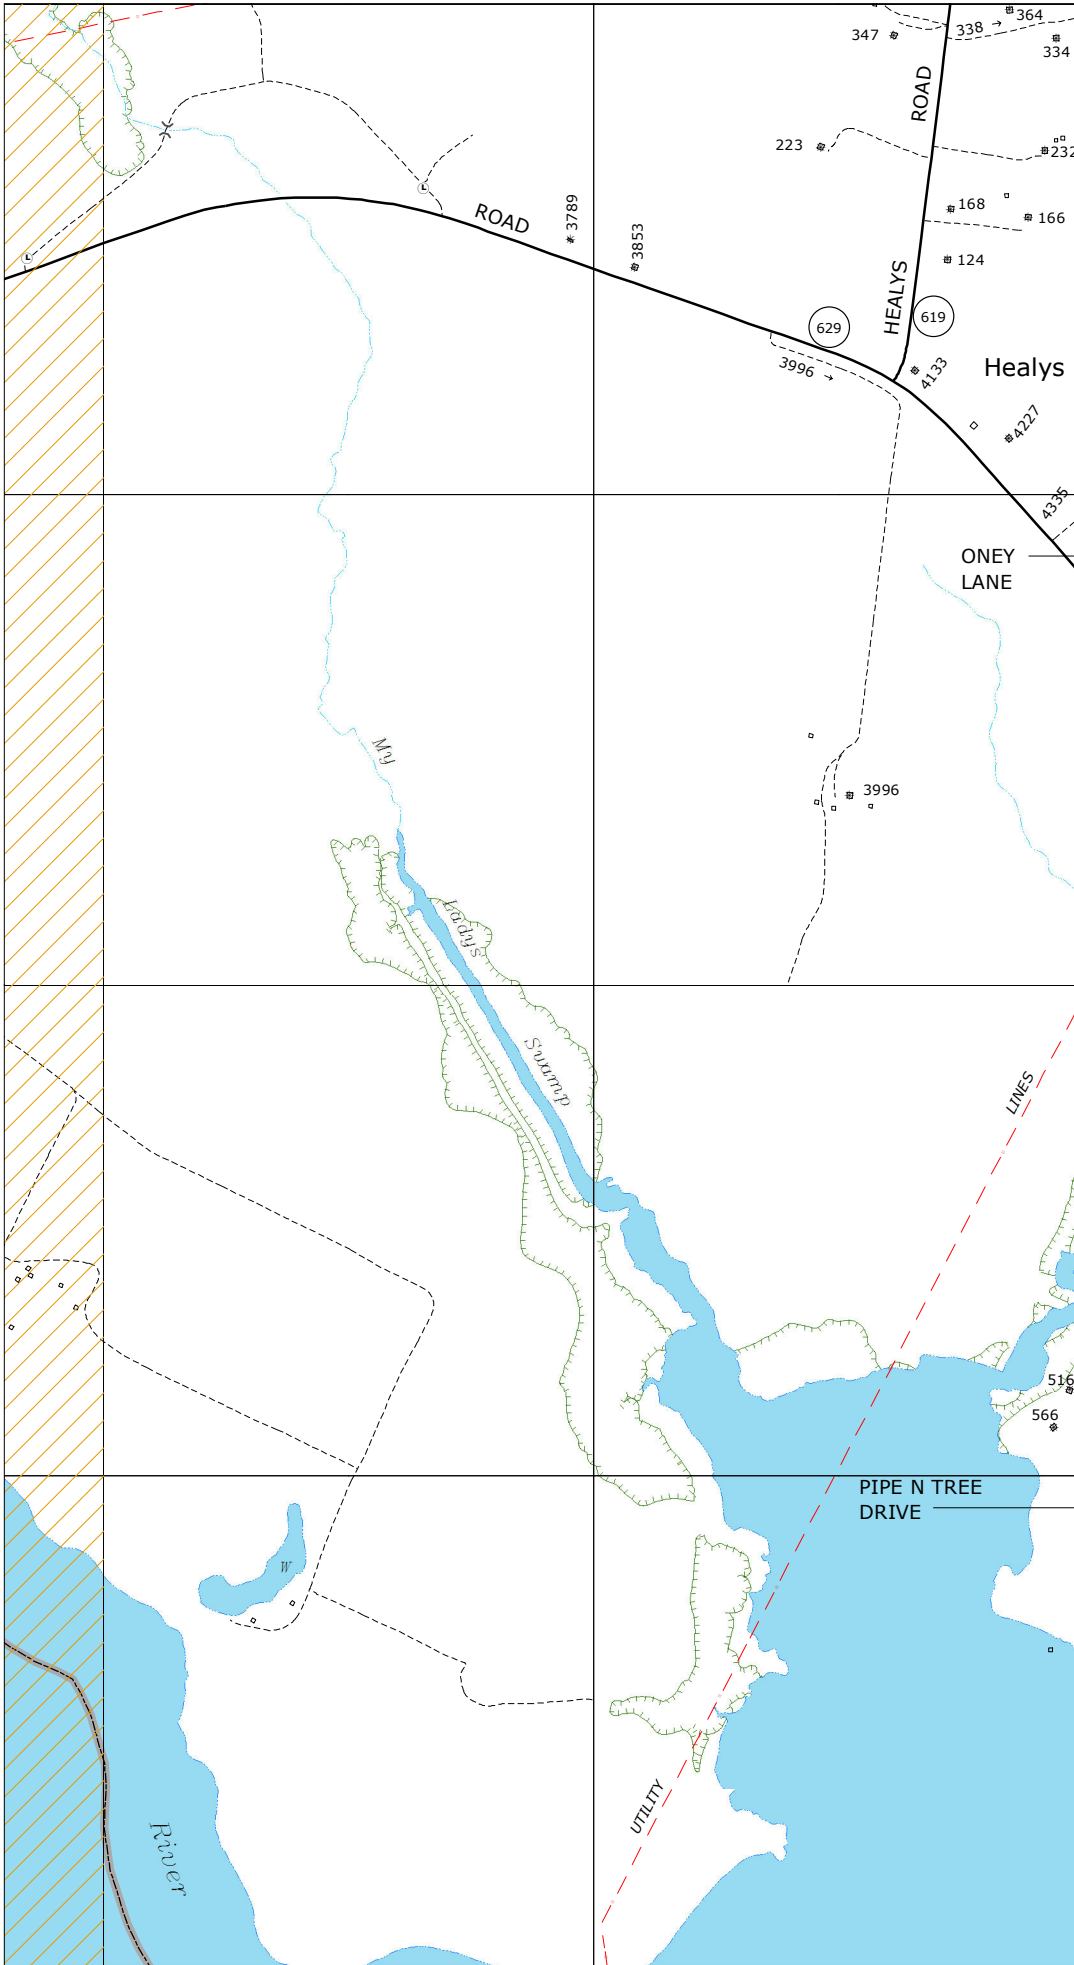 364
338 →
347
334
ROAD
223
232
168
166
ROAD
3789
3853
124
HEALYS
619
629
L
L
3996 →
4133
Healys
4227
4335
ONEY
LANE
My
3996
Ladys
Swamp
LINES
516
566
PIPE N TREE
DRIVE
W
UTILITY
River